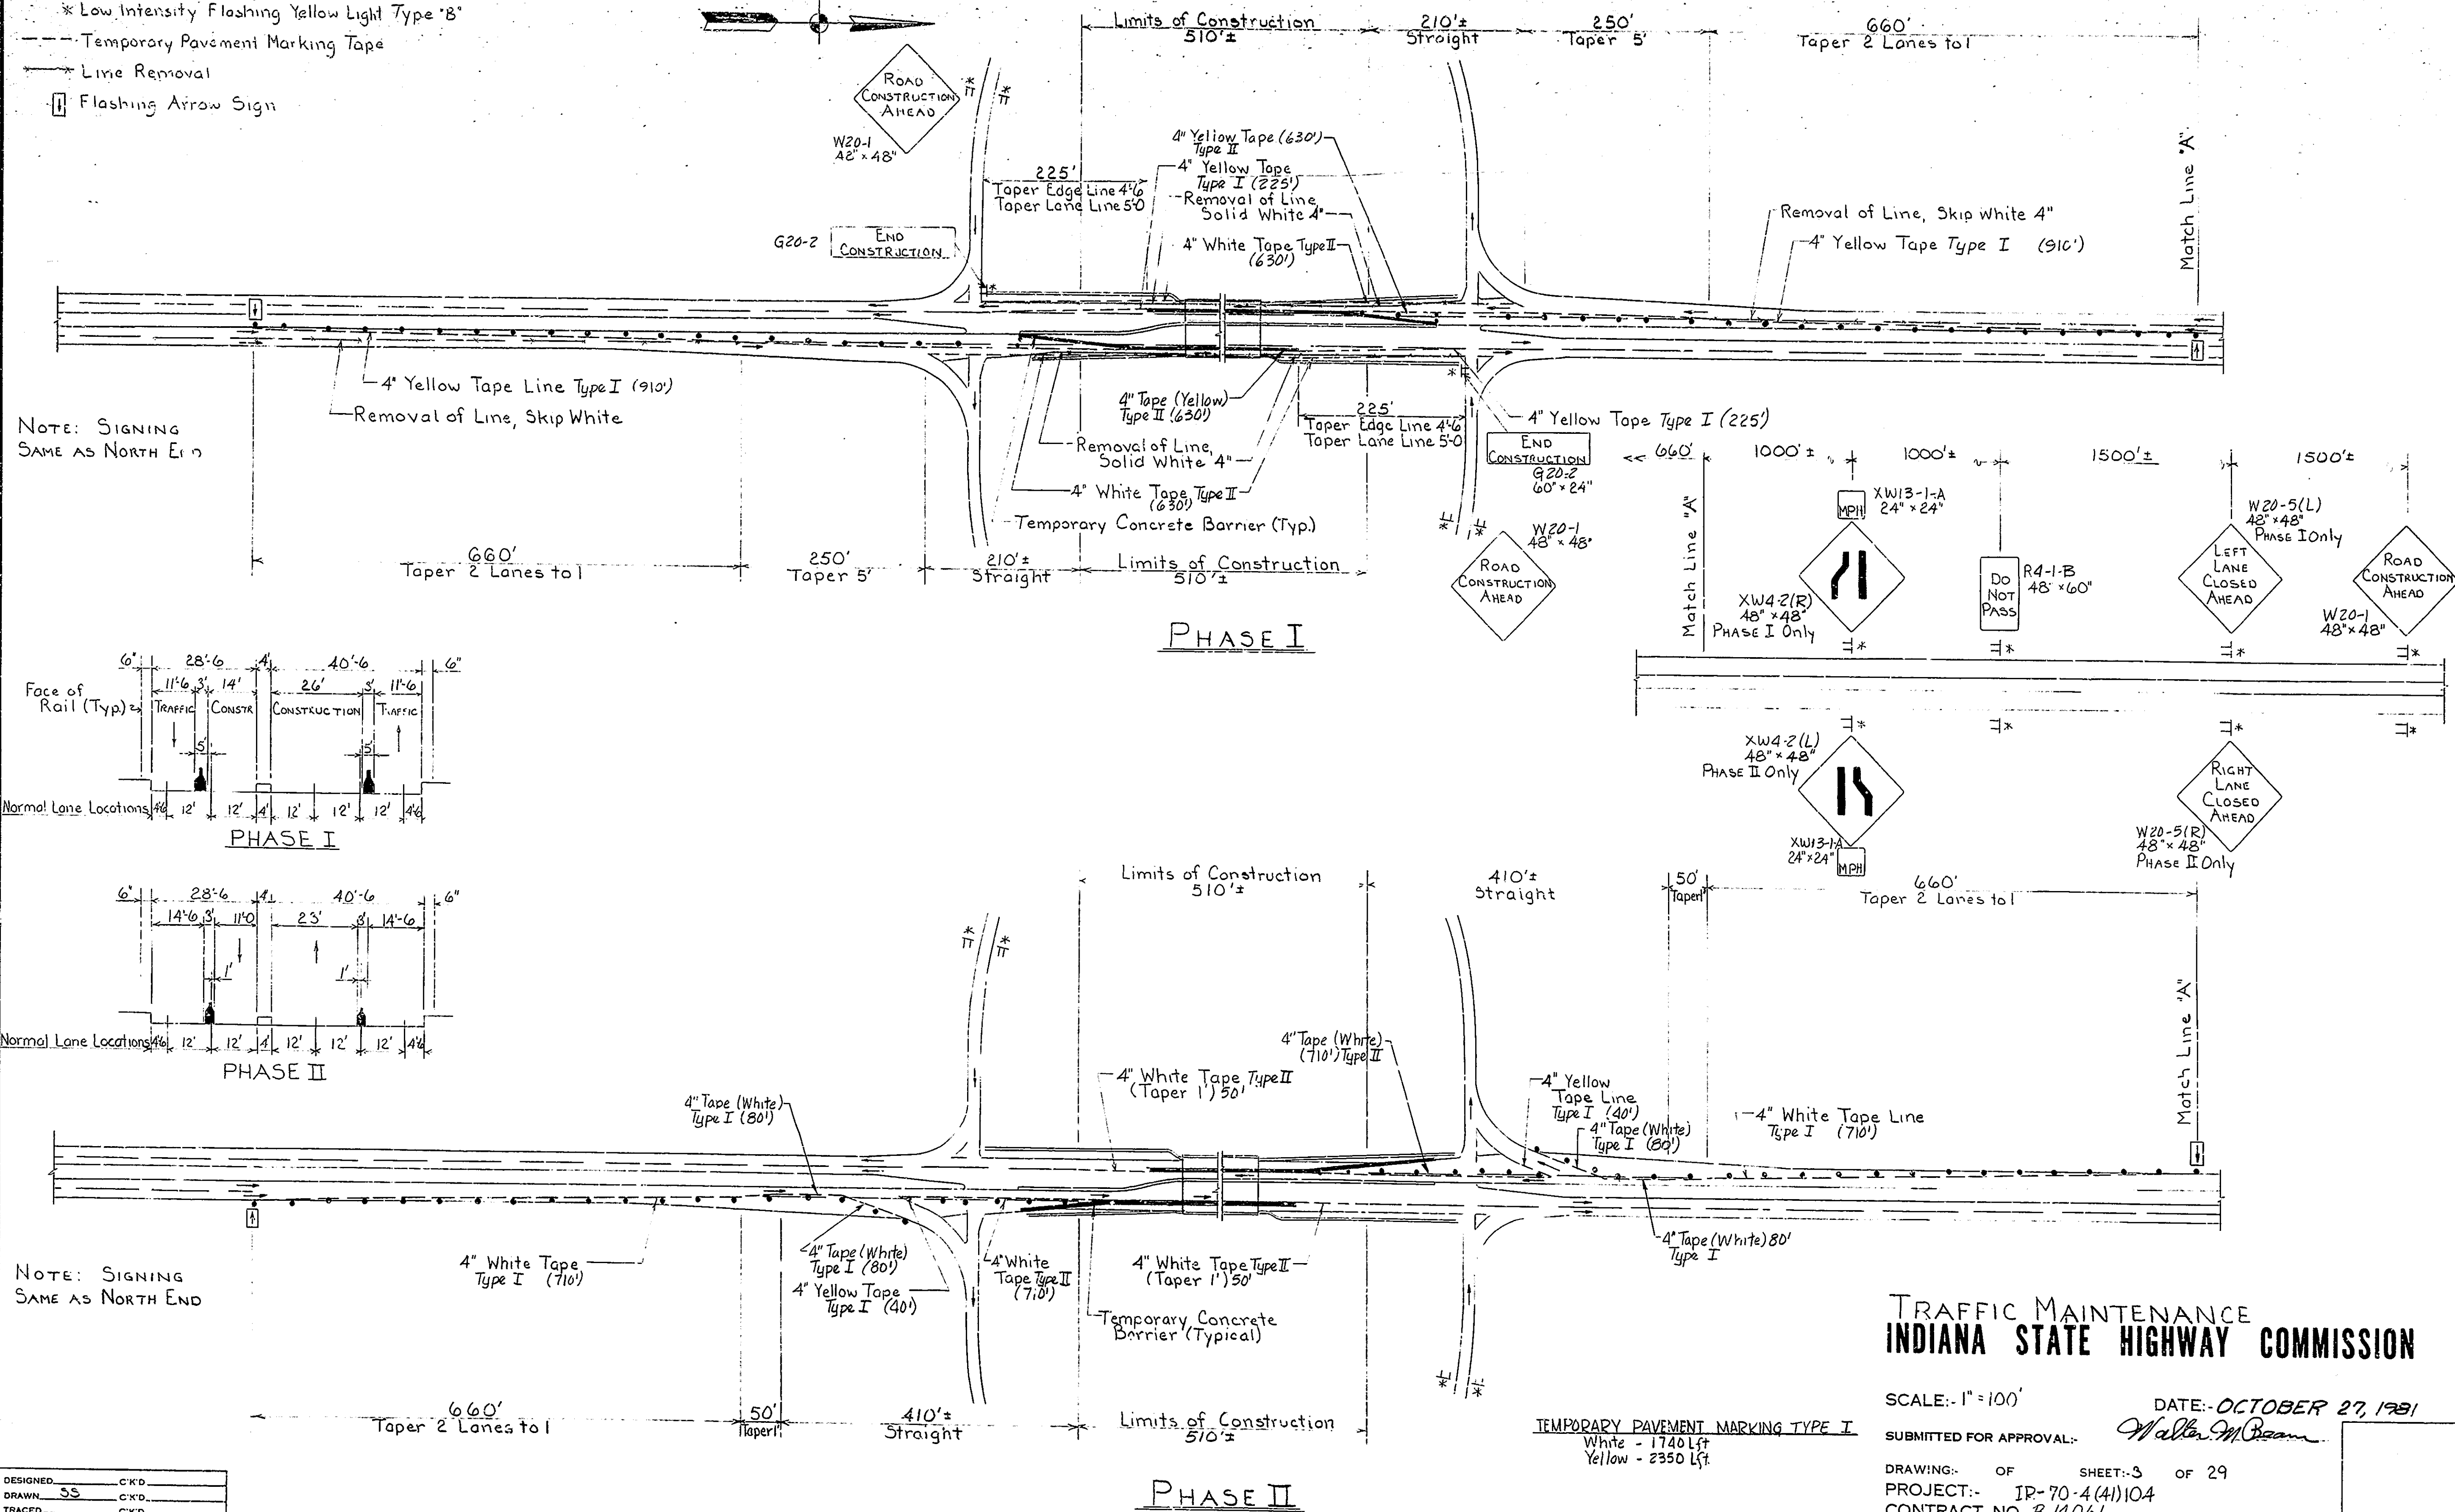 * Low Intensity Flashing Yellow Light Type "B"
Temporary Pavement Marking Tape
Line Removal
Flashing Arrow Sign
Limits of Construction
510'±
210'±
Straight
250'
Taper 5'
660'
Taper 2 Lanes to 1
ROAD
CONSTRUCTION
AHEAD
W20-1
42" x 48"
G20-2
END
CONSTRUCTION
225'
Taper Edge Line 4'-6
Taper Lane Line 5'-0
4" Yellow Tape (630')
Type II
4" Yellow Tape
Type I (225')
Removal of Line
Solid White 4"
4" White Tape Type II
(630')
Removal of Line, Skip White 4"
4" Yellow Tape Type I (910')
Match Line "A"
4" Yellow Tape Line Type I (910')
Removal of Line, Skip White
NOTE: SIGNING
SAME AS NORTH
4" Tape (Yellow)
Type II (630')
Removal of Line,
Solid White 4"
4" White Tape Type II
(630')
Temporary Concrete Barrier (Typ.)
225'
Taper Edge Line 4'-6
Taper Lane Line 5'-0
4" Yellow Tape Type I (225')
END
CONSTRUCTION
G20-2
60" x 24"
W20-1
48" x 48"
ROAD
CONSTRUCTION
AHEAD
660'
Taper 2 Lanes to 1
250'
Taper 5'
210'±
Straight
Limits of Construction
510'±
PHASE I
<< 660'
1000'±
1000'±
1500'±
1500'±
Match Line "A"
MPH
XW13-1-A
24" x 24"
XW4-2(R)
48" x 48"
PHASE I Only
DO
NOT
PASS
R4-1-B
48" x 60"
W20-5(L)
48" x 48"
PHASE I Only
LEFT
LANE
CLOSED
AHEAD
ROAD
CONSTRUCTION
AHEAD
W20-1
48" x 48"
XW4-2(L)
48" x 48"
PHASE II Only
XW13-1-A
24" x 24"
MPH
RIGHT
LANE
CLOSED
AHEAD
W20-5(R)
48" x 48"
PHASE II Only
6" 28'-6 4' 40'-6 6"
11'-6 3' 14' 26' 3' 11'-6
Face of
Rail (Typ.)
TRAFFIC CONSTR CONSTRUCTION TRAFFIC
5' 5'
Normal Lane Locations 4'6 12' 12' 4' 12' 12' 12' 4'6
PHASE I
6" 28'-6 4' 40'-6 6"
14'-6 3' 11'0 23' 3' 14'-6
1' 1'
Normal Lane Locations 4'6 12' 12' 4' 12' 12' 12' 4'6
PHASE II
Limits of Construction
510'±
410'±
Straight
50'
Taper 1'
660'
Taper 2 Lanes to 1
Match Line "A"
4" Tape (White)
Type I (80')
4" White Tape Type II
(Taper 1') 50'
4" Tape (White)
(710') Type II
4" Yellow
Tape Line
Type I (40')
4" Tape (White)
Type I (80')
4" White Tape Line
Type I (710')
4" White Tape
Type I (710')
4" Tape (White)
Type I (80')
4" Yellow Tape
Type I (40')
4" White
Tape Type II
(710')
4" White Tape Type II
(Taper 1') 50'
Temporary Concrete
Barrier (Typical)
4" Tape (White) 80'
Type I
NOTE: SIGNING
SAME AS NORTH END
660'
Taper 2 Lanes to 1
50'
Taper 1'
410'±
Straight
Limits of Construction
510'±
PHASE II
TEMPORARY PAVEMENT MARKING TYPE I
White - 1740 Lft
Yellow - 2350 Lft.
TRAFFIC MAINTENANCE
INDIANA STATE HIGHWAY COMMISSION
SCALE:- 1" = 100'
DATE:- OCTOBER 27, 1981
SUBMITTED FOR APPROVAL:- Walter M Beam
DRAWING:- OF SHEET:- 3 OF 29
PROJECT:- IR-70-4(41)104
CONTRACT NO.
DESIGNED C'K'D
DRAWN SS C'K'D
TRACED C'K'D